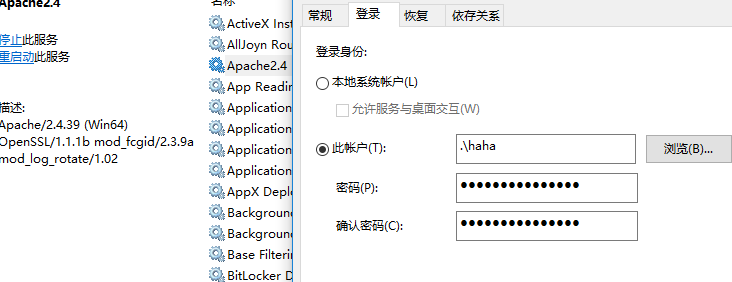 Apache2.4
停止此服务
重启动此服务
描述:
Apache/2.4.39 (Win64)
OpenSSL/1.1.1b mod_fcgid/2.3.9a
mod_log_rotate/1.02
名称
ActiveX Inst
AllJoyn Rou
Apache2.4
App Readin
Application
Application
Application
Application
AppX Deplo
Background
Background
Base Filterin
BitLocker D
常规
登录
恢复
依存关系
登录身份:
本地系统帐户(L)
允许服务与桌面交互(W)
此帐户(T):
.\haha
浏览(B)...
密码(P):
●●●●●●●●●●●●●●●
确认密码(C):
●●●●●●●●●●●●●●●